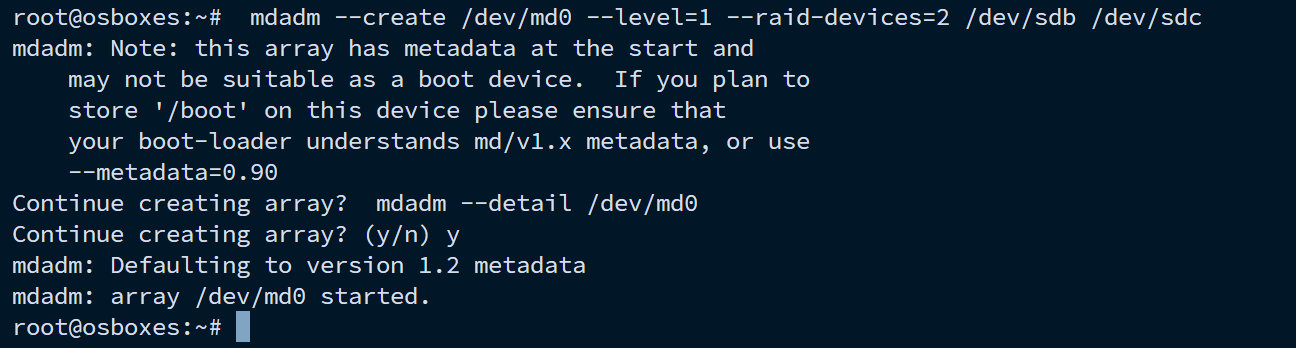 root@osboxes:~#  mdadm --create /dev/md0 --level=1 --raid-devices=2 /dev/sdb /dev/sdc
mdadm: Note: this array has metadata at the start and
    may not be suitable as a boot device.  If you plan to
    store '/boot' on this device please ensure that
    your boot-loader understands md/v1.x metadata, or use
    --metadata=0.90
Continue creating array?  mdadm --detail /dev/md0
Continue creating array? (y/n) y
mdadm: Defaulting to version 1.2 metadata
mdadm: array /dev/md0 started.
root@osboxes:~#